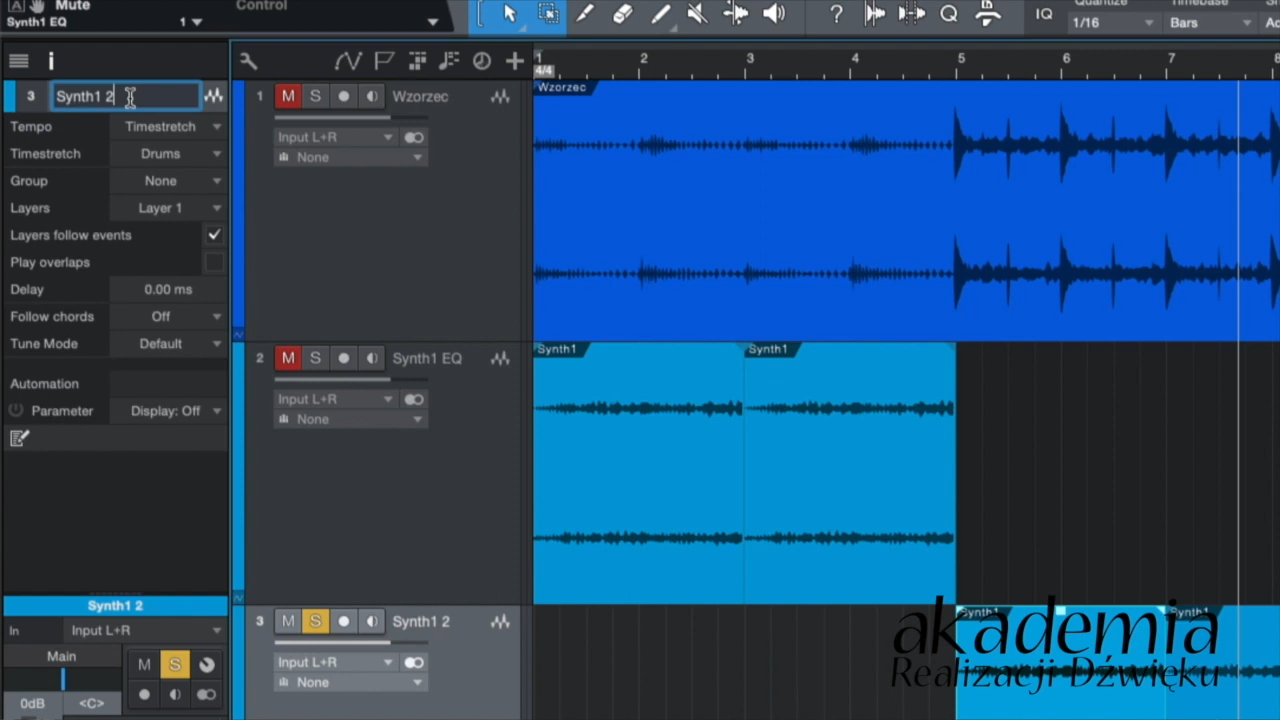 Mute
Synth1 EQ 1
Control
Quantize
1/16
Timebase
Bars
IQ
?
3 Synth1 2
Tempo Timestretch
Timestretch Drums
Group None
Layers Layer 1
Layers follow events
Play overlaps
Delay 0.00 ms
Follow chords Off
Tune Mode Default
Automation
Parameter Display: Off
Synth1 2
In Input L+R
Main
M S
0dB <C>
1 2 3 4 5 6 7 8
4/4
1 M S Wzorzec
Input L+R
None
Wzorzec
2 M S Synth1 EQ
Input L+R
None
Synth1 Synth1
3 M S Synth1 2
Input L+R
None
Synth1 Synth1
akademia
Realizacji Dźwięku